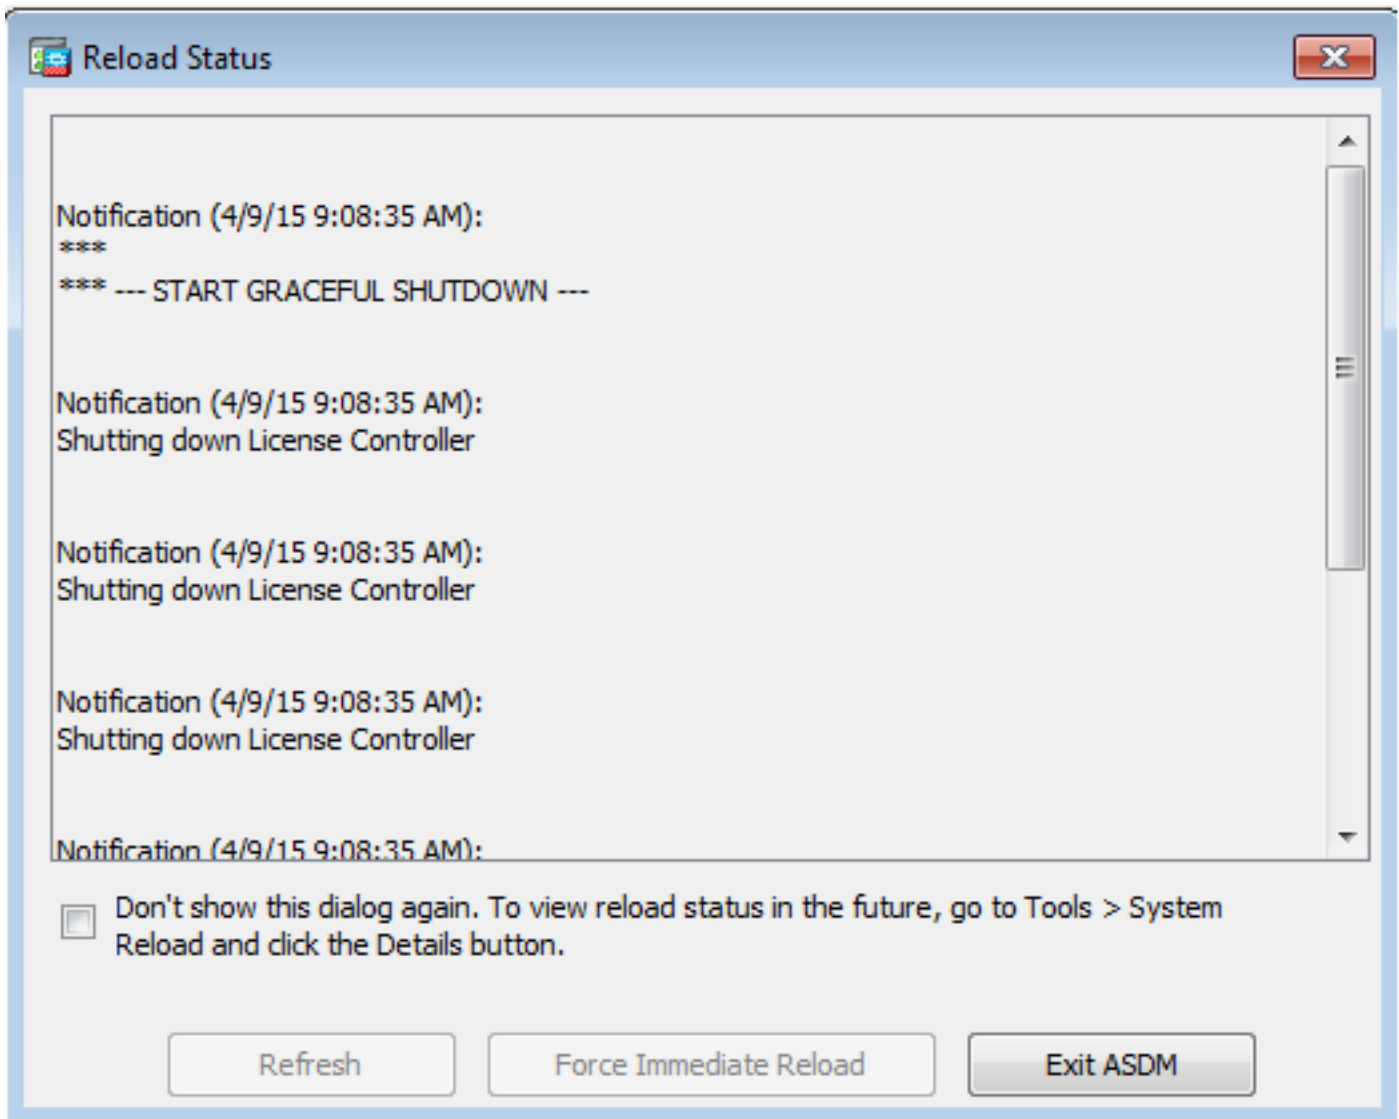 Reload Status
Notification (4/9/15 9:08:35 AM):
***
*** --- START GRACEFUL SHUTDOWN ---
Notification (4/9/15 9:08:35 AM):
Shutting down License Controller
Notification (4/9/15 9:08:35 AM):
Shutting down License Controller
Notification (4/9/15 9:08:35 AM):
Shutting down License Controller
Notification (4/9/15 9:08:35 AM):
Don't show this dialog again. To view reload status in the future, go to Tools > System
Reload and click the Details button.
Refresh
Force Immediate Reload
Exit ASDM